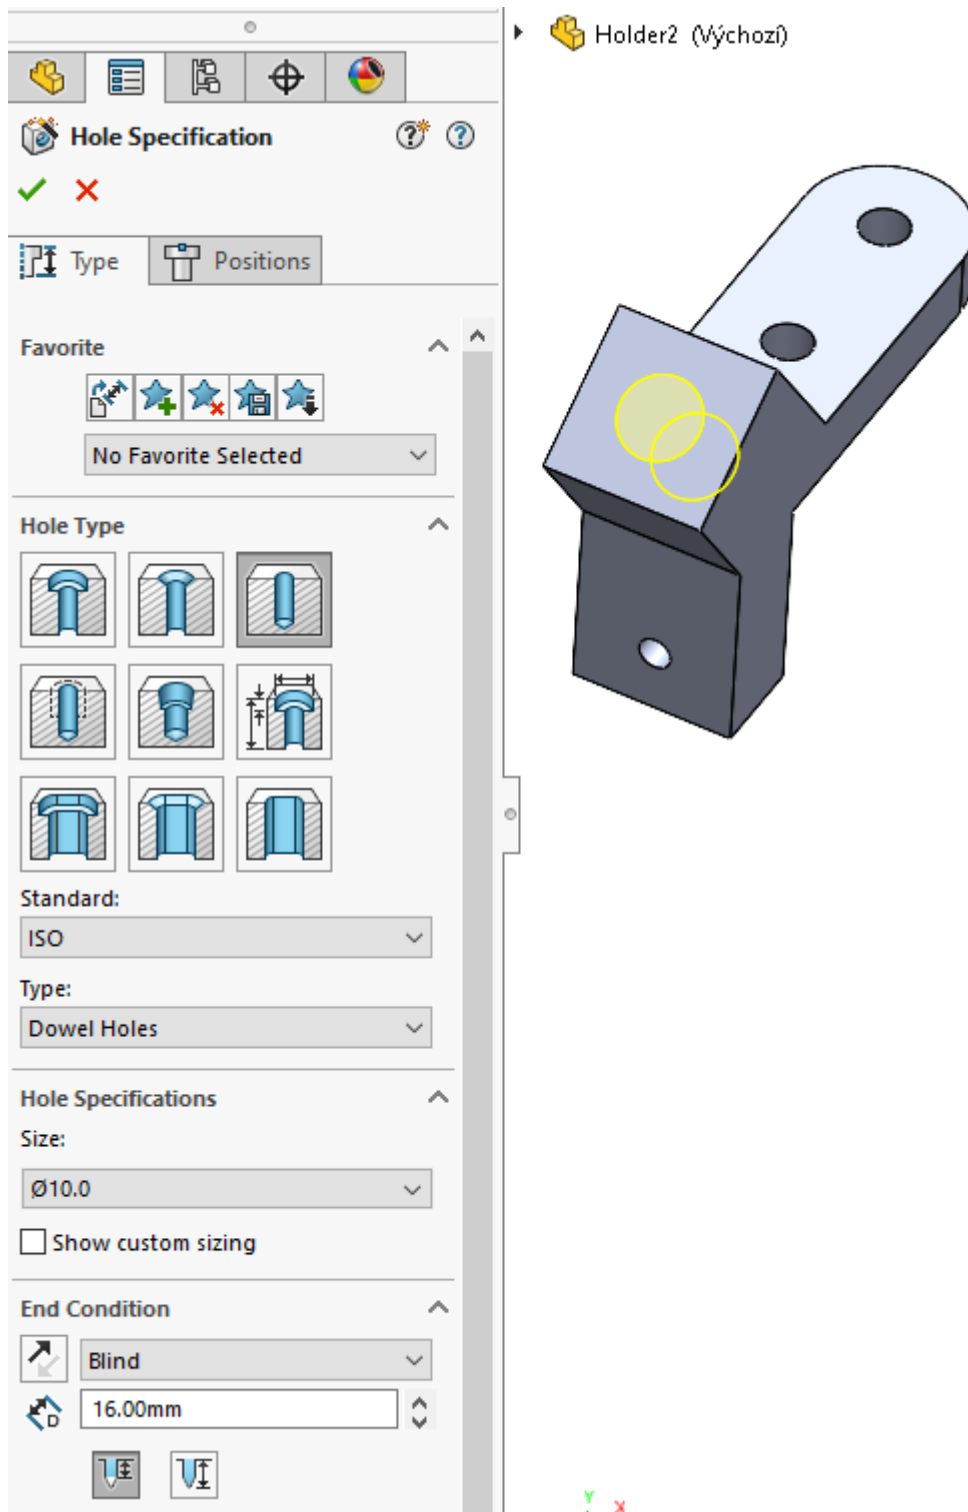 Holder2 (Výchozí)
Hole Specification
Type
Positions
Favorite
No Favorite Selected
Hole Type
Standard:
ISO
Type:
Dowel Holes
Hole Specifications
Size:
Ø10.0
Show custom sizing
End Condition
Blind
D
16.00mm
Y
X